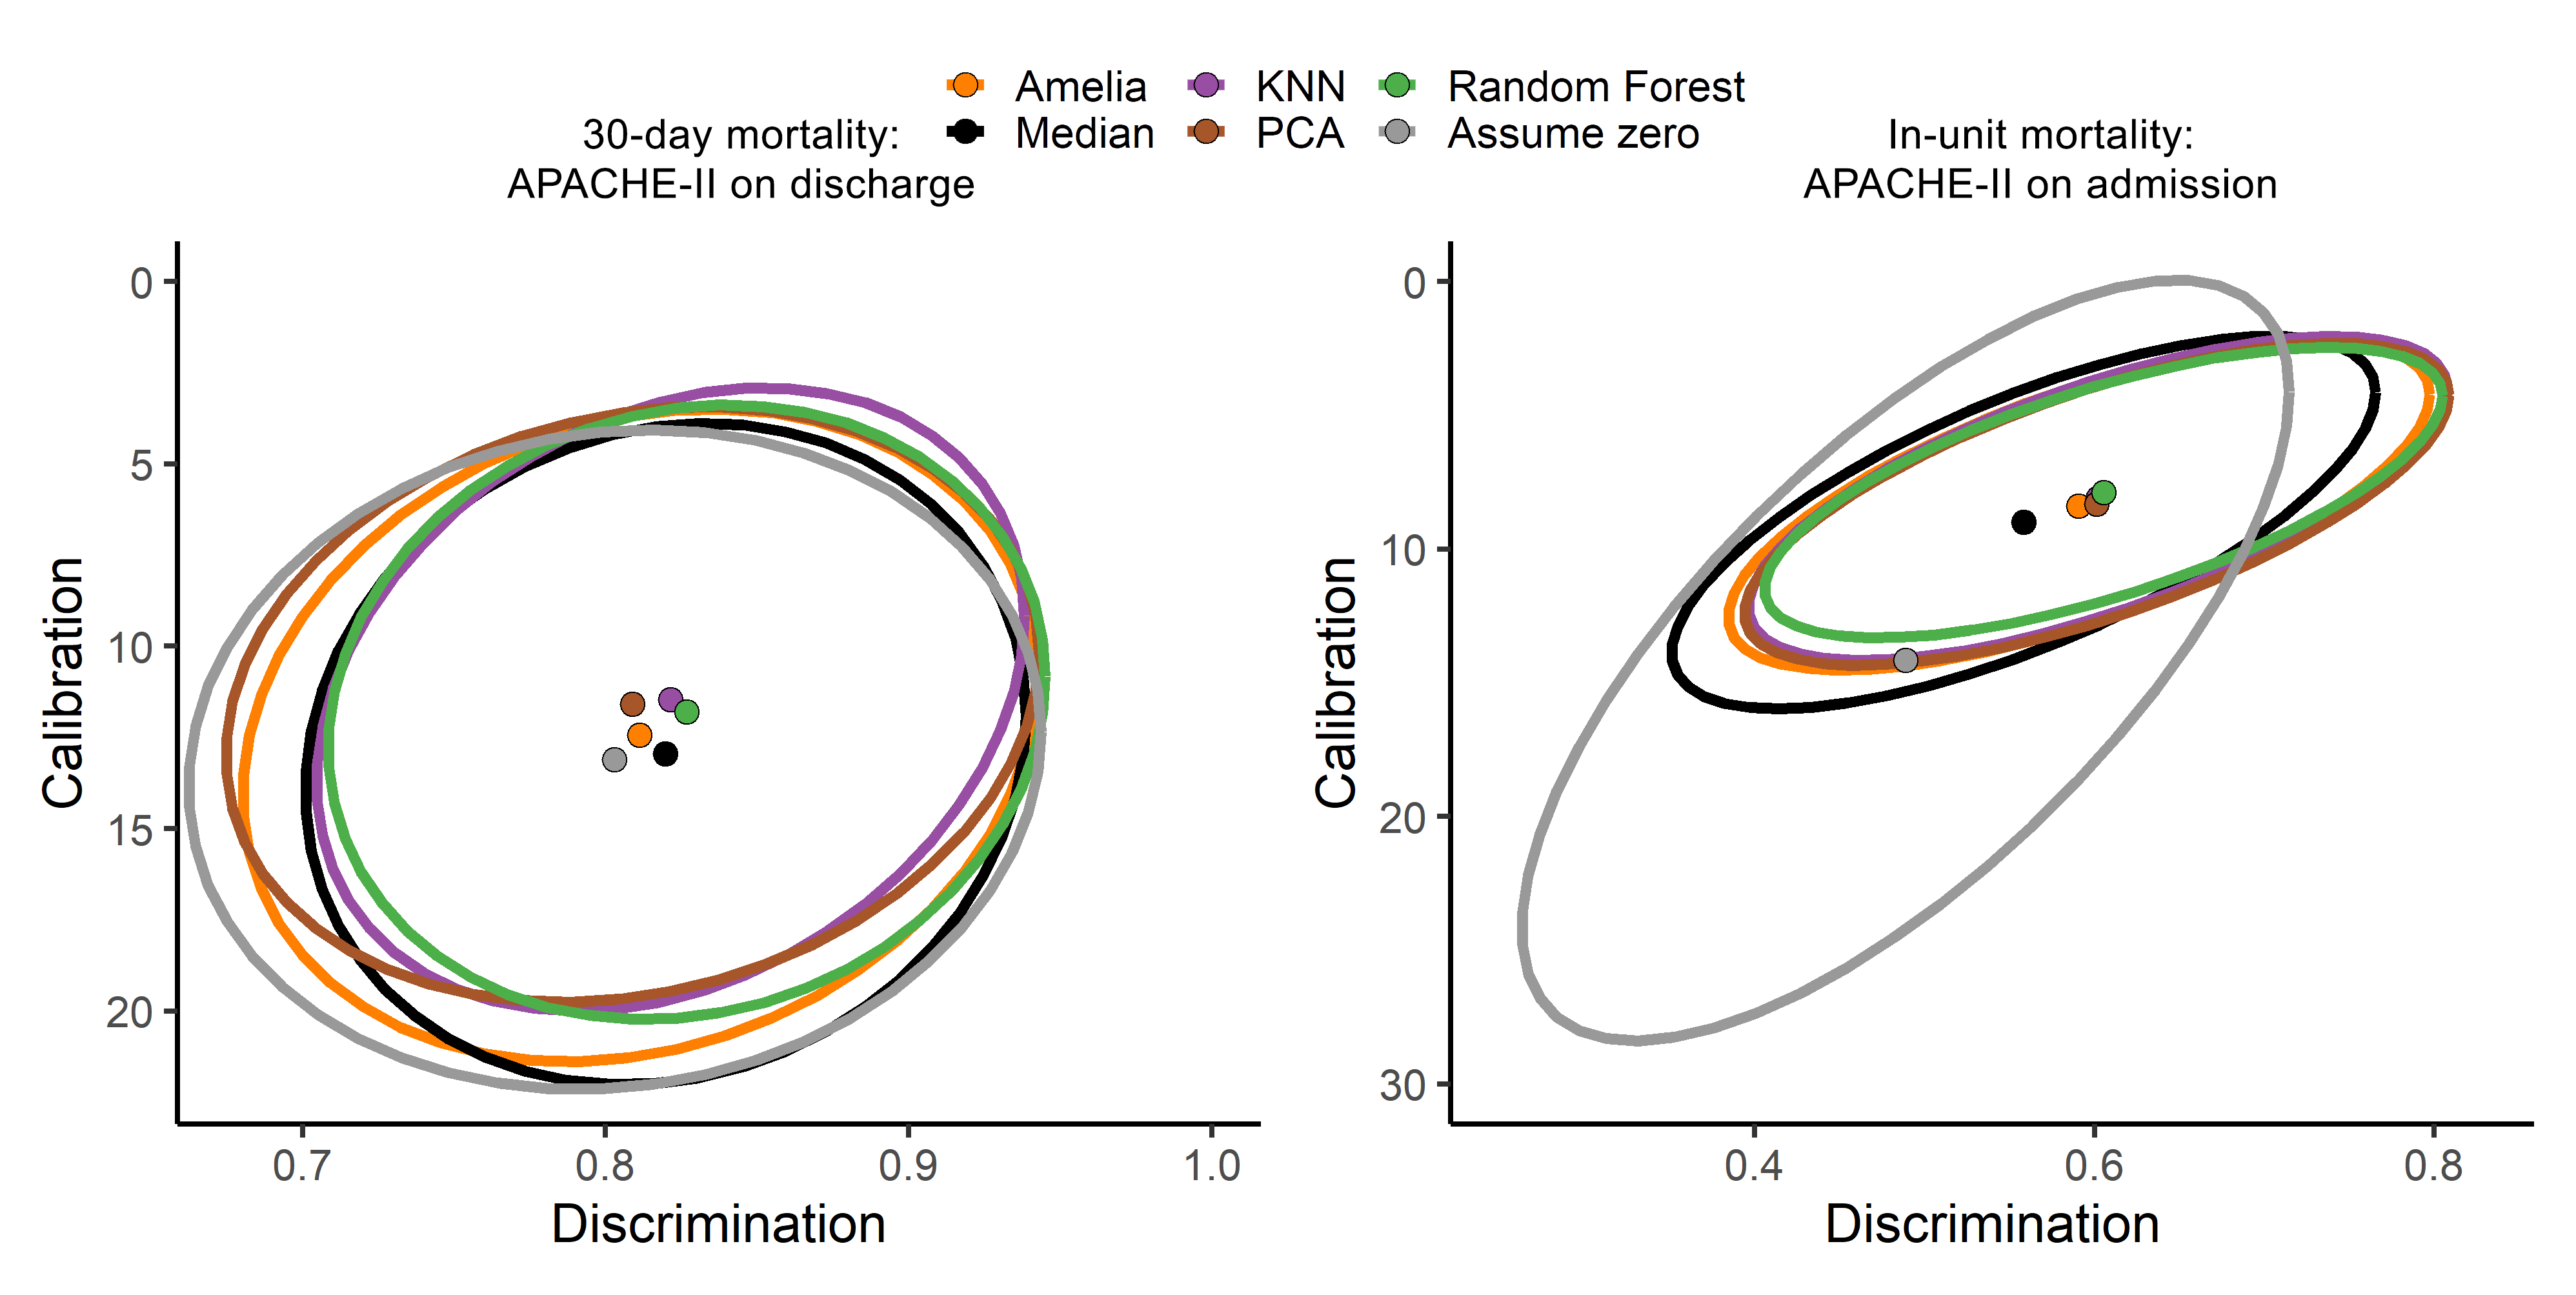 Amelia KNN Random Forest
Median PCA Assume zero
30-day mortality:
APACHE-II on discharge
0
5
10
15
20
Calibration
0.7 0.8 0.9 1.0
Discrimination
In-unit mortality:
APACHE-II on admission
0
10
20
30
Calibration
0.4 0.6 0.8
Discrimination